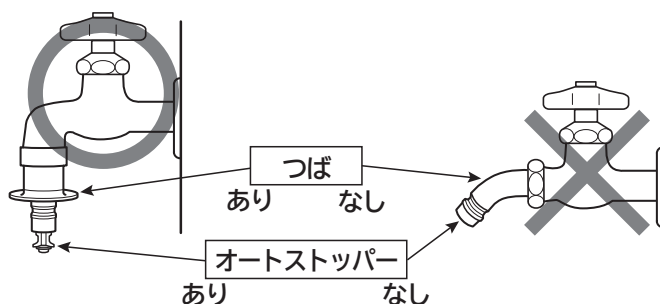 つば
あり なし
オートストッパー
あり なし